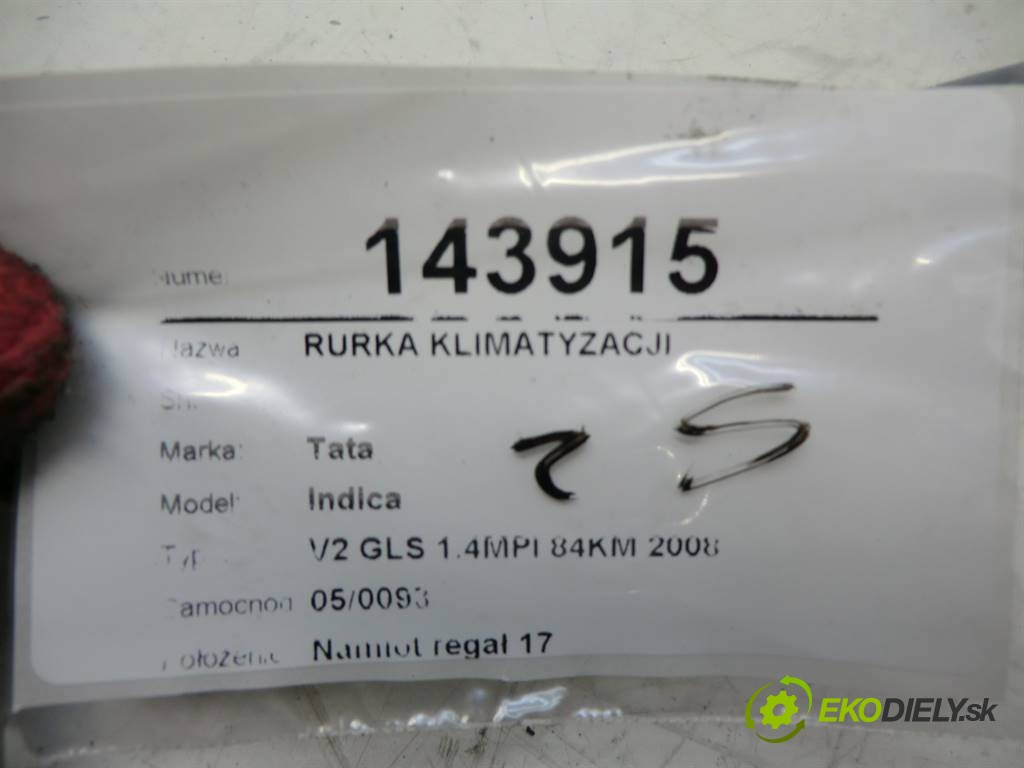 143915
RURKA KLIMATYZACJI
Marka: Tata
Model: Indica
V2 GLS 1.4MPI 84KM 2008
05/0093
Namiot regał 17
EKODIELY.sk